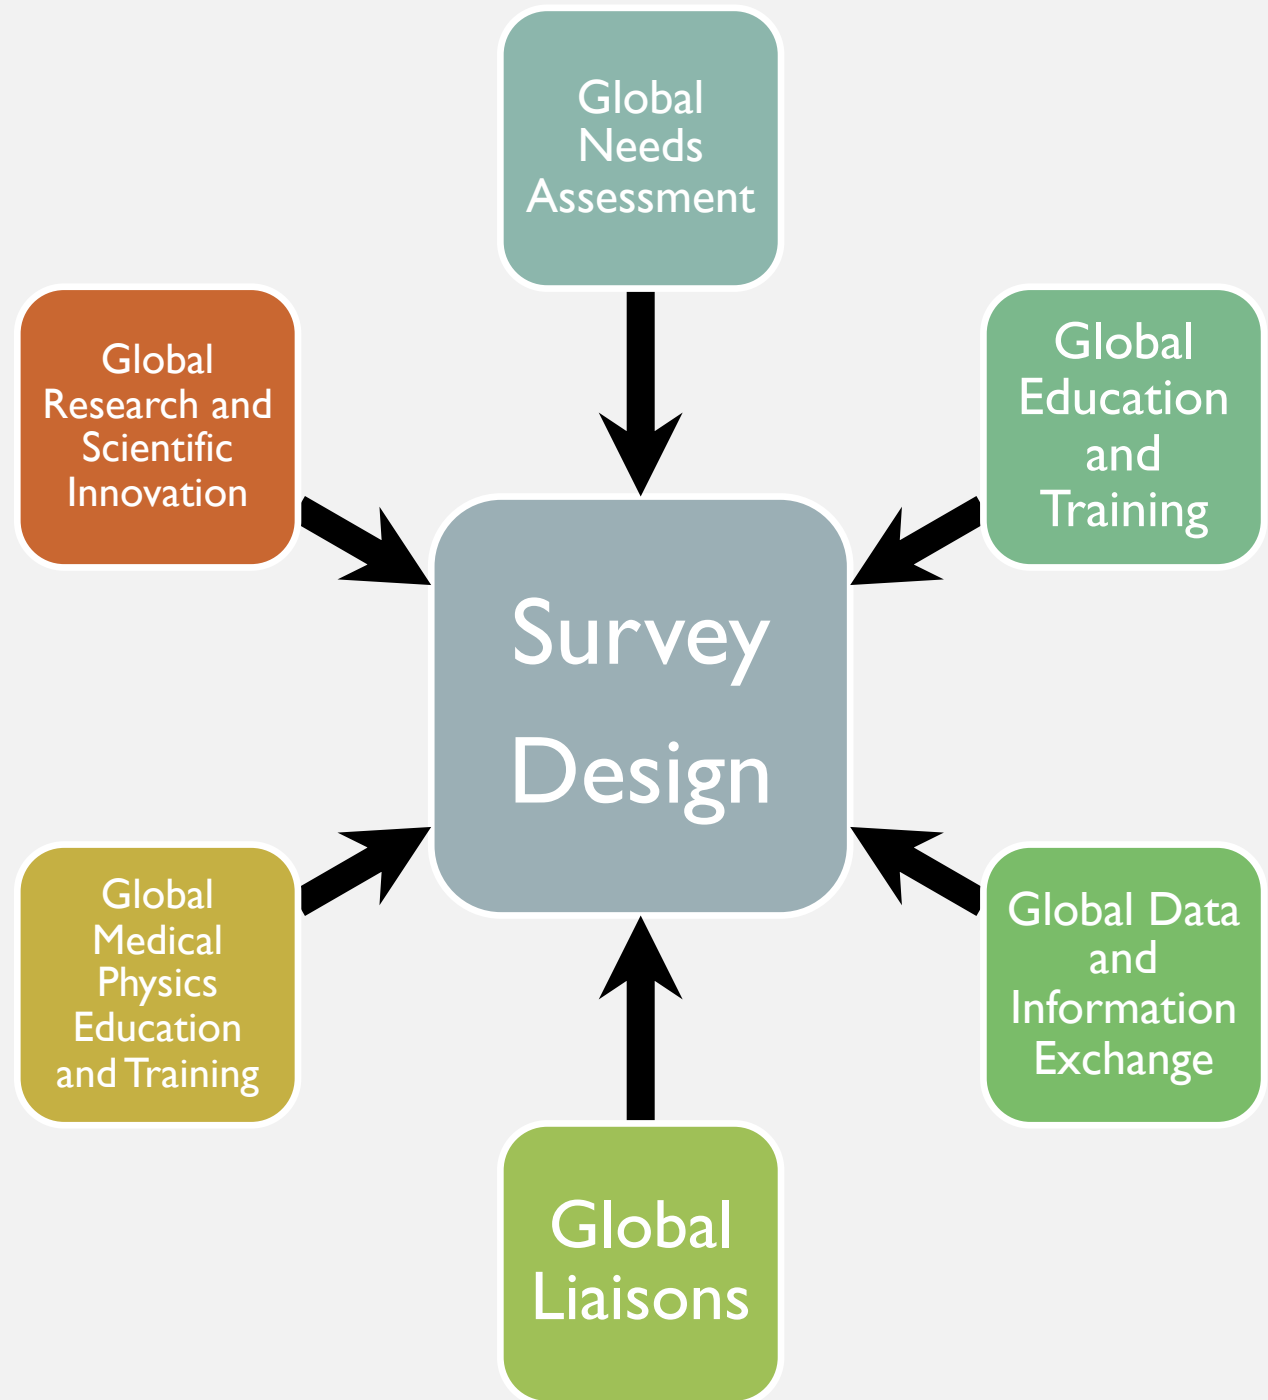 Global
Needs
Assessment
Global
Research and
Scientific
Innovation
Global
Education
and
Training
Survey
Design
Global
Medical
Physics
Education
and Training
Global Data
and
Information
Exchange
Global
Liaisons